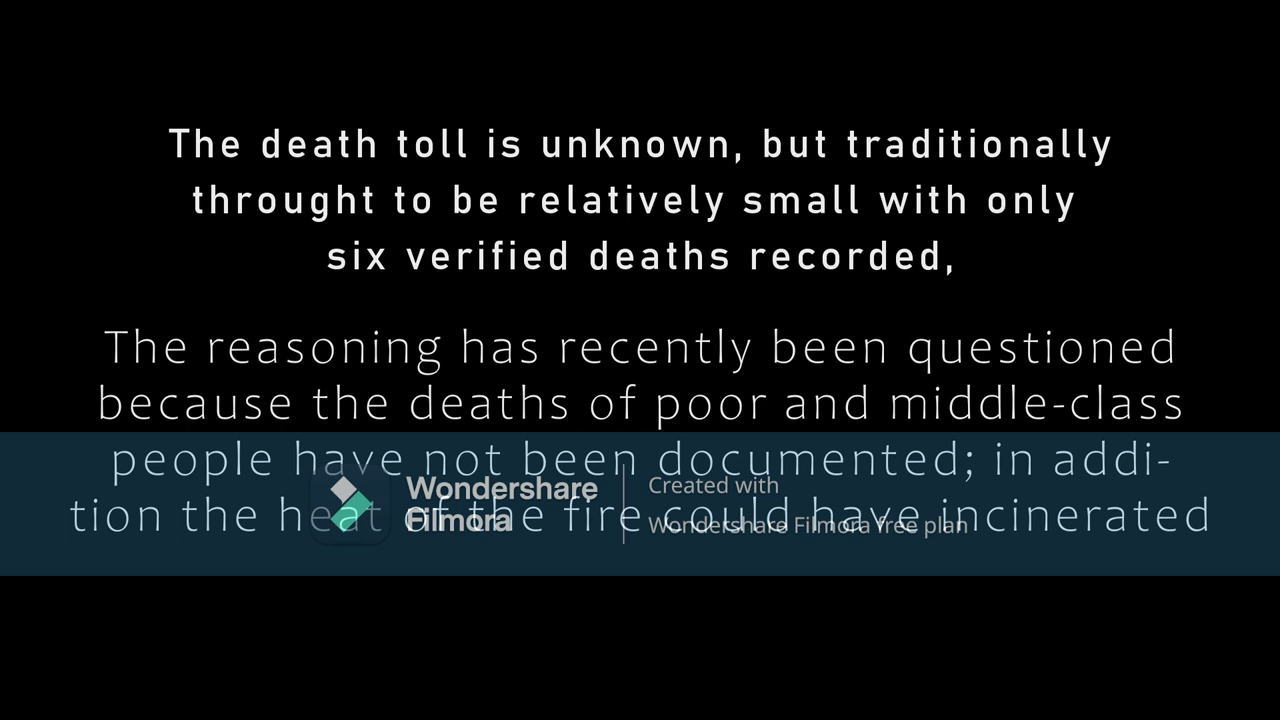 The death toll is unknown, but traditionally
throught to be relatively small with only
six verified deaths recorded,
The reasoning has recently been questioned
because the deaths of poor and middle-class
people have not been documented; in addi-
tion the heat of the fire could have incinerated
Wondershare
Filmora
Created with
Wondershare Filmora free plan